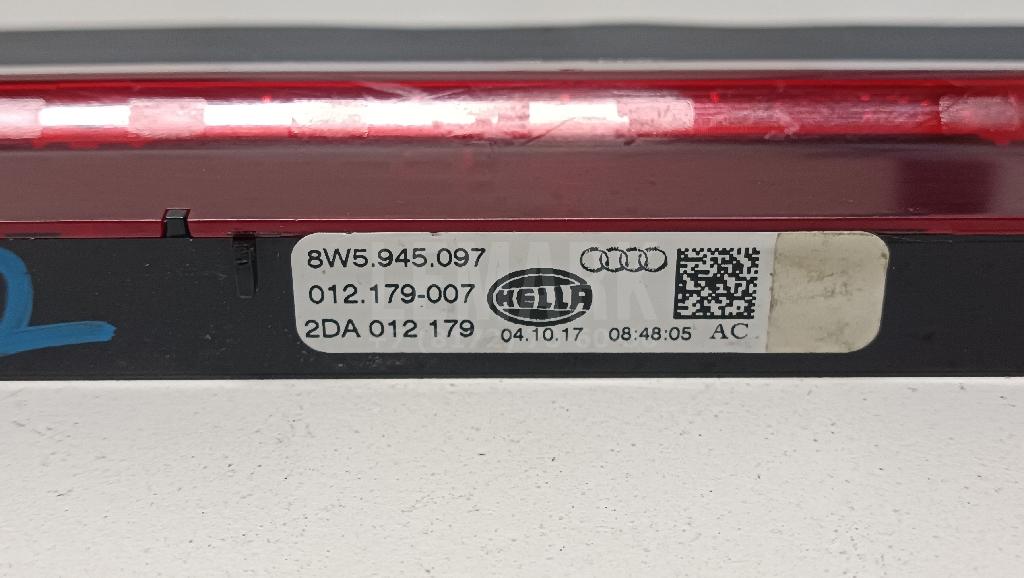 8W5.945.097
012.179-007
HELLA
2DA 012 179
04.10.17 08:48:05 AC